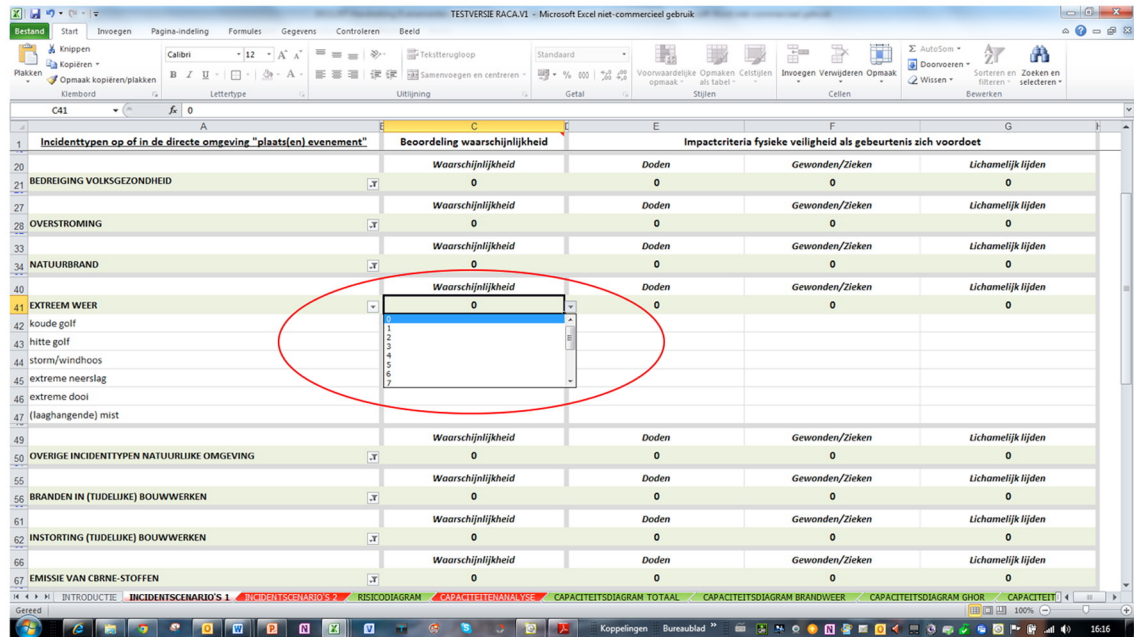 TESTVERSIE RACA.V1 - Microsoft Excel niet-commercieel gebruik
Bestand Start Invoegen Pagina-indeling Formules Gegevens Controleren Beeld
Plakken
Knippen
Kopiëren
Opmaak kopiëren/plakken
Klembord
Calibri 12
B I U
Lettertype
Tekstterugloop
Samenvoegen en centreren
Uitlijning
Standaard
% 000
Getal
Voorwaardelijke opmaak
Opmaken als tabel
Celstijlen
Stijlen
Invoegen Verwijderen Opmaak
Cellen
Σ AutoSom
Doorvoeren
Wissen
Sorteren en filteren
Zoeken en selecteren
Bewerken
C41 fx 0
A C E F G
1 Incidenttypen op of in de directe omgeving "plaats(en) evenement" Beoordeling waarschijnlijkheid Impactcriteria fysieke veiligheid als gebeurtenis zich voordoet
20 Waarschijnlijkheid Doden Gewonden/Zieken Lichamelijk lijden
21 BEDREIGING VOLKSGEZONDHEID 0 0 0 0
27 Waarschijnlijkheid Doden Gewonden/Zieken Lichamelijk lijden
28 OVERSTROMING 0 0 0 0
33 Waarschijnlijkheid Doden Gewonden/Zieken Lichamelijk lijden
34 NATUURBRAND 0 0 0 0
40 Waarschijnlijkheid Doden Gewonden/Zieken Lichamelijk lijden
41 EXTREEM WEER 0 0 0 0
0
1
2
3
4
5
6
7
42 koude golf
43 hitte golf
44 storm/windhoos
45 extreme neerslag
46 extreme dooi
47 (laaghangende) mist
49 Waarschijnlijkheid Doden Gewonden/Zieken Lichamelijk lijden
50 OVERIGE INCIDENTTYPEN NATUURLIJKE OMGEVING 0 0 0 0
55 Waarschijnlijkheid Doden Gewonden/Zieken Lichamelijk lijden
56 BRANDEN IN (TIJDELIJKE) BOUWWERKEN 0 0 0 0
61 Waarschijnlijkheid Doden Gewonden/Zieken Lichamelijk lijden
62 INSTORTING (TIJDELIJKE) BOUWWERKEN 0 0 0 0
66 Waarschijnlijkheid Doden Gewonden/Zieken Lichamelijk lijden
67 EMISSIE VAN CBRNE-STOFFEN 0 0 0 0
INTRODUCTIE INCIDENTSCENARIO'S 1 INCIDENTSCENARIO'S 2 RISICODIAGRAM CAPACITEITENANALYSE CAPACITEITSDIAGRAM TOTAAL CAPACITEITSDIAGRAM BRANDWEER CAPACITEITSDIAGRAM GHOR CAPACITEIT
Gereed 100%
Koppelingen Bureaublad 16:16